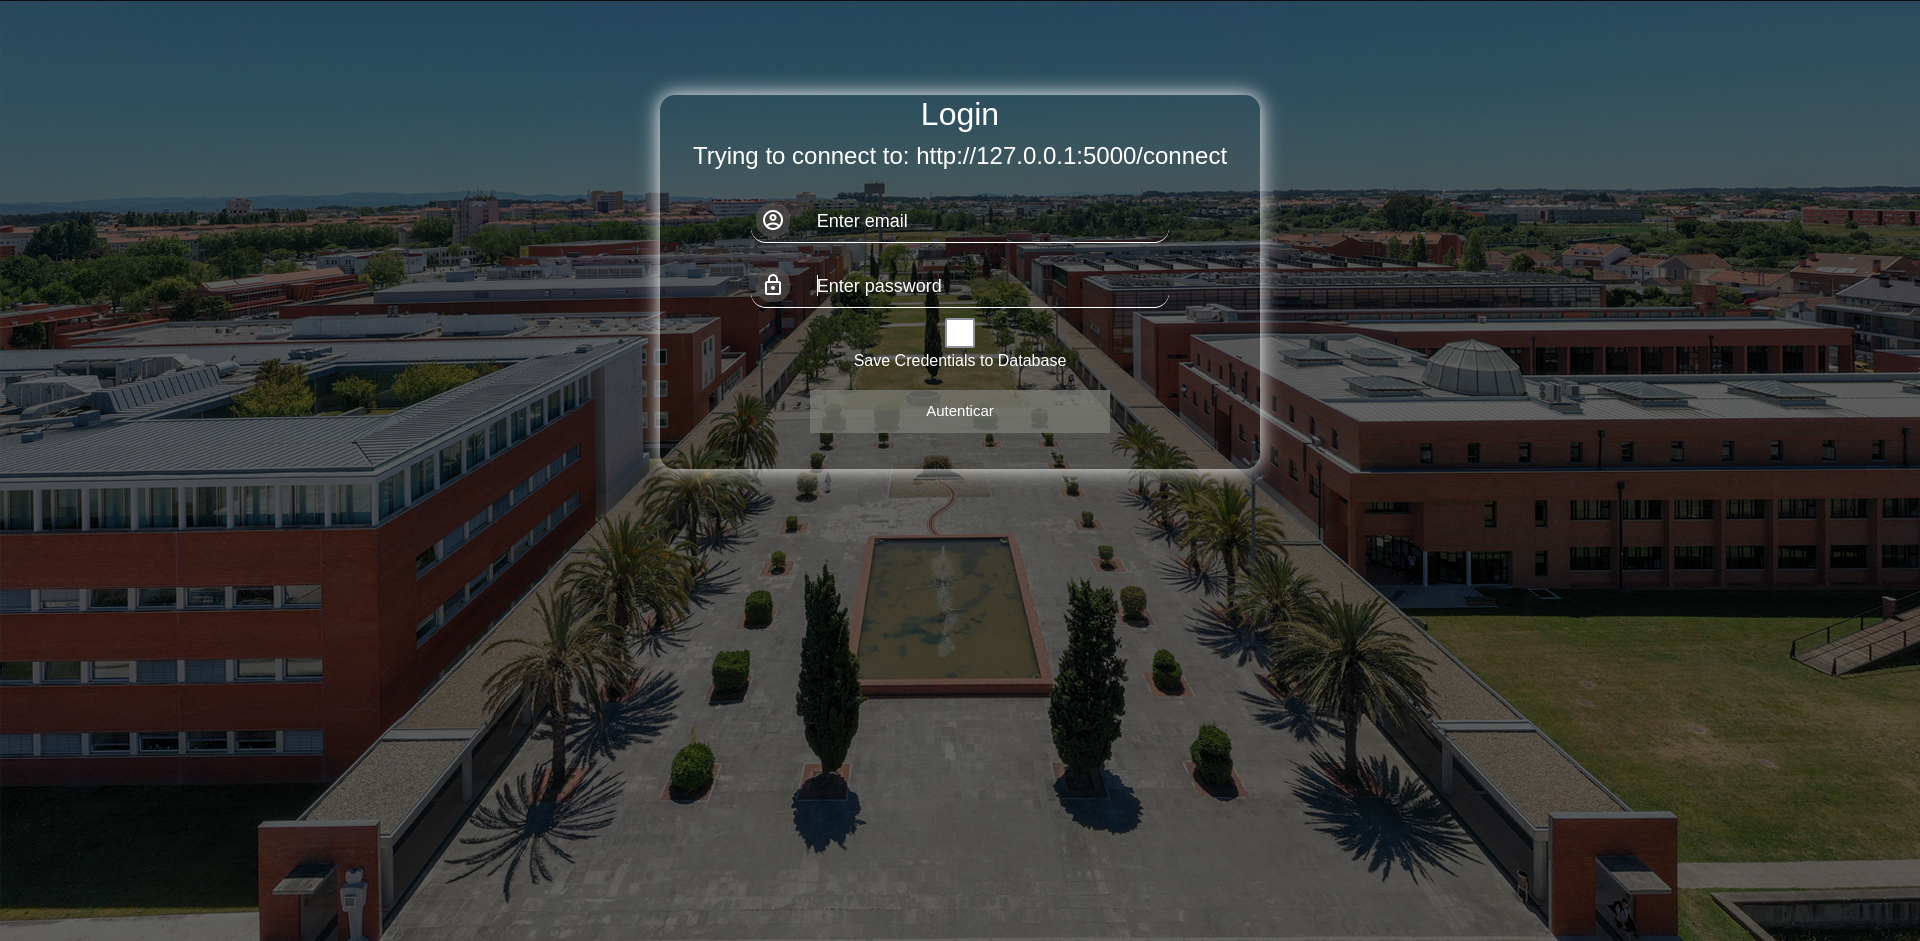 Login
Trying to connect to: http://127.0.0.1:5000/connect
Enter email
Enter password
Save Credentials to Database
Autenticar